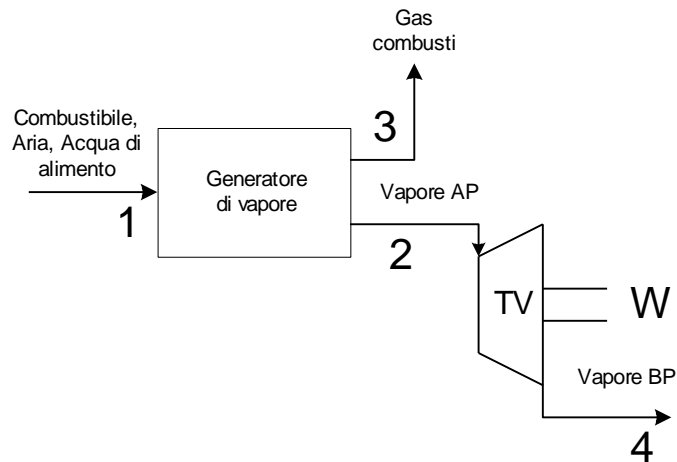 Gas
combusti
Combustibile,
Aria, Acqua di
alimento
3
Generatore
di vapore
Vapore AP
1
2
TV
W
Vapore BP
4